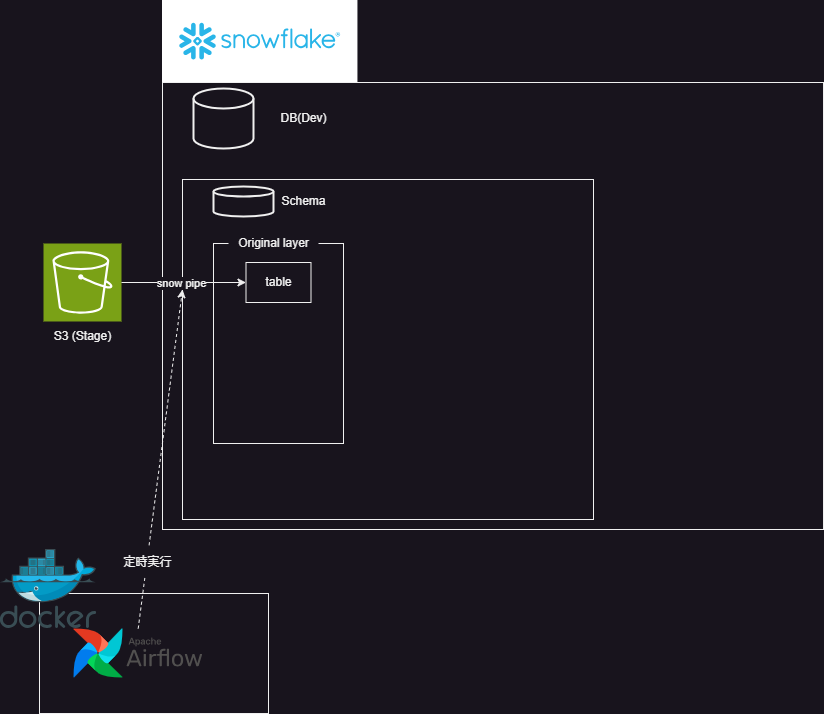 snowflake®
DB(Dev)
Schema
Original layer
table
snow pipe
S3 (Stage)
定時実行
docker
Apache
Airflow